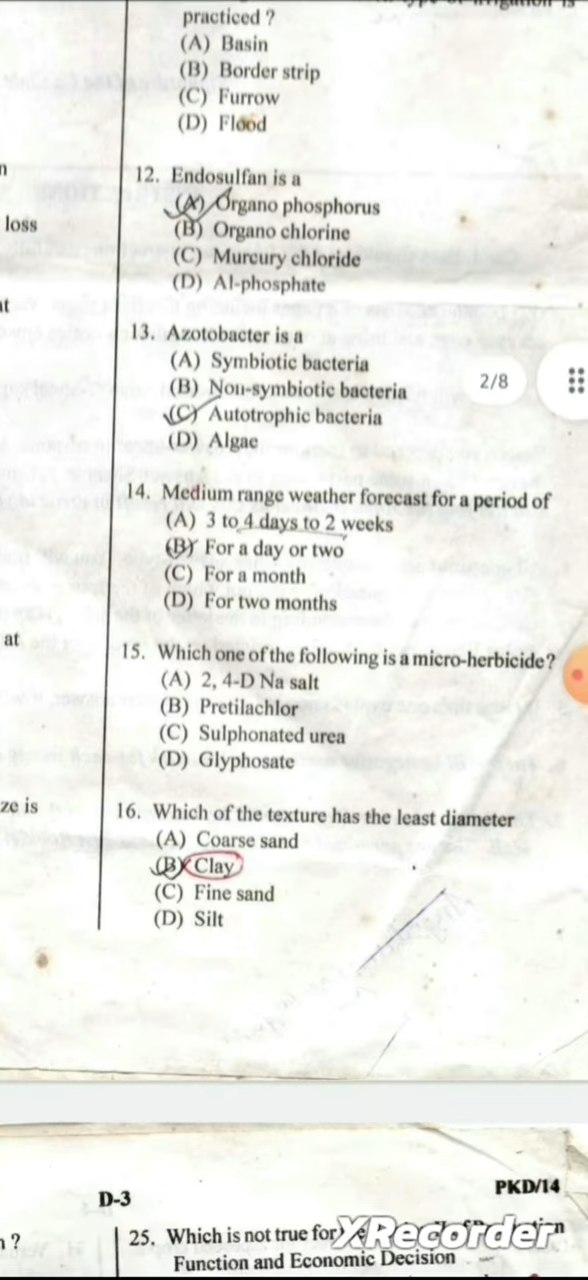 practiced ?
(A) Basin
(B) Border strip
(C) Furrow
(D) Flood
loss
12. Endosulfan is a
(A) Organo phosphorus
(B) Organo chlorine
(C) Murcury chloride
(D) Al-phosphate
13. Azotobacter is a
(A) Symbiotic bacteria
(B) Non-symbiotic bacteria
(C) Autotrophic bacteria
(D) Algae
2/8
14. Medium range weather forecast for a period of
(A) 3 to 4 days to 2 weeks
(B) For a day or two
(C) For a month
(D) For two months
at
15. Which one of the following is a micro-herbicide?
(A) 2, 4-D Na salt
(B) Pretilachlor
(C) Sulphonated urea
(D) Glyphosate
ze is
16. Which of the texture has the least diameter
(A) Coarse sand
(B) Clay
(C) Fine sand
(D) Silt
D-3
PKD/14
25. Which is not true for
XRecorder
Function and Economic Decision